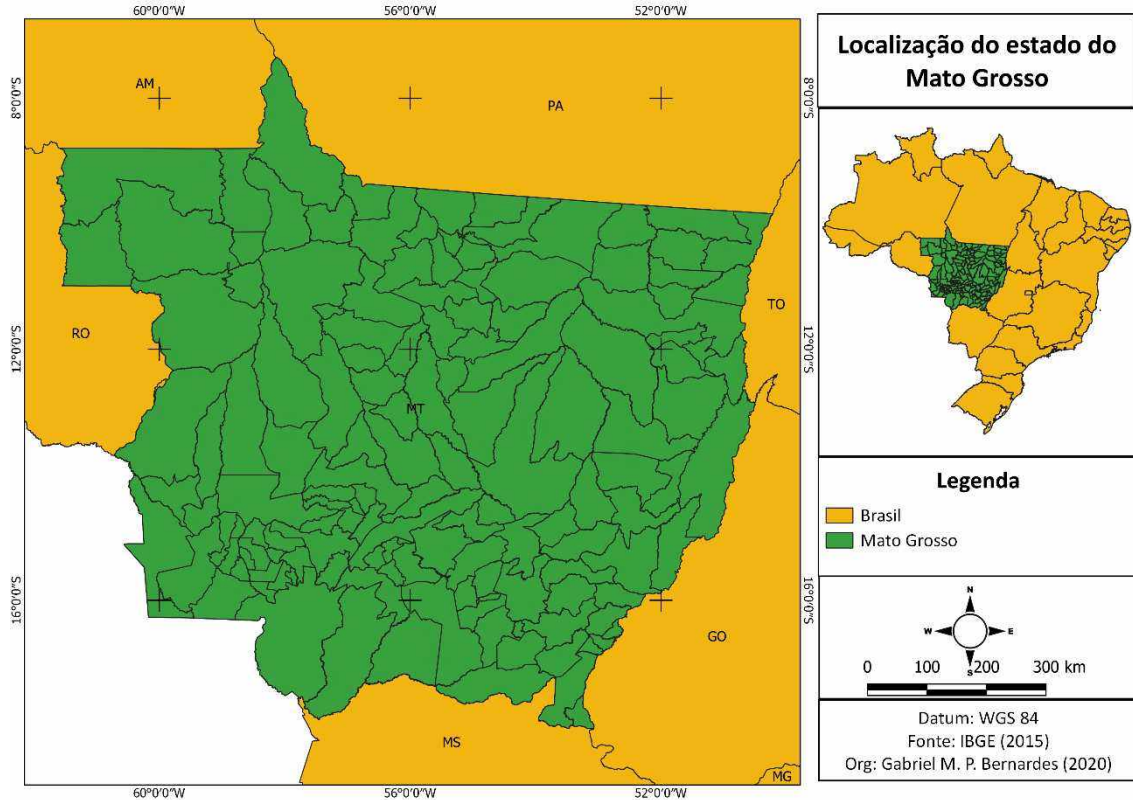 60°0'0"W 56°0'0"W 52°0'0"W
8°0'0"S
8°0'0"S
AM
PA
12°0'0"S
12°0'0"S
RO
TO
MT
16°0'0"S
16°0'0"S
GO
MS
MG
60°0'0"W 56°0'0"W 52°0'0"W
Localização do estado do
Mato Grosso
Legenda
Brasil
Mato Grosso
N
W E
S
0 100 200 300 km
Datum: WGS 84
Fonte: IBGE (2015)
Org: Gabriel M. P. Bernardes (2020)